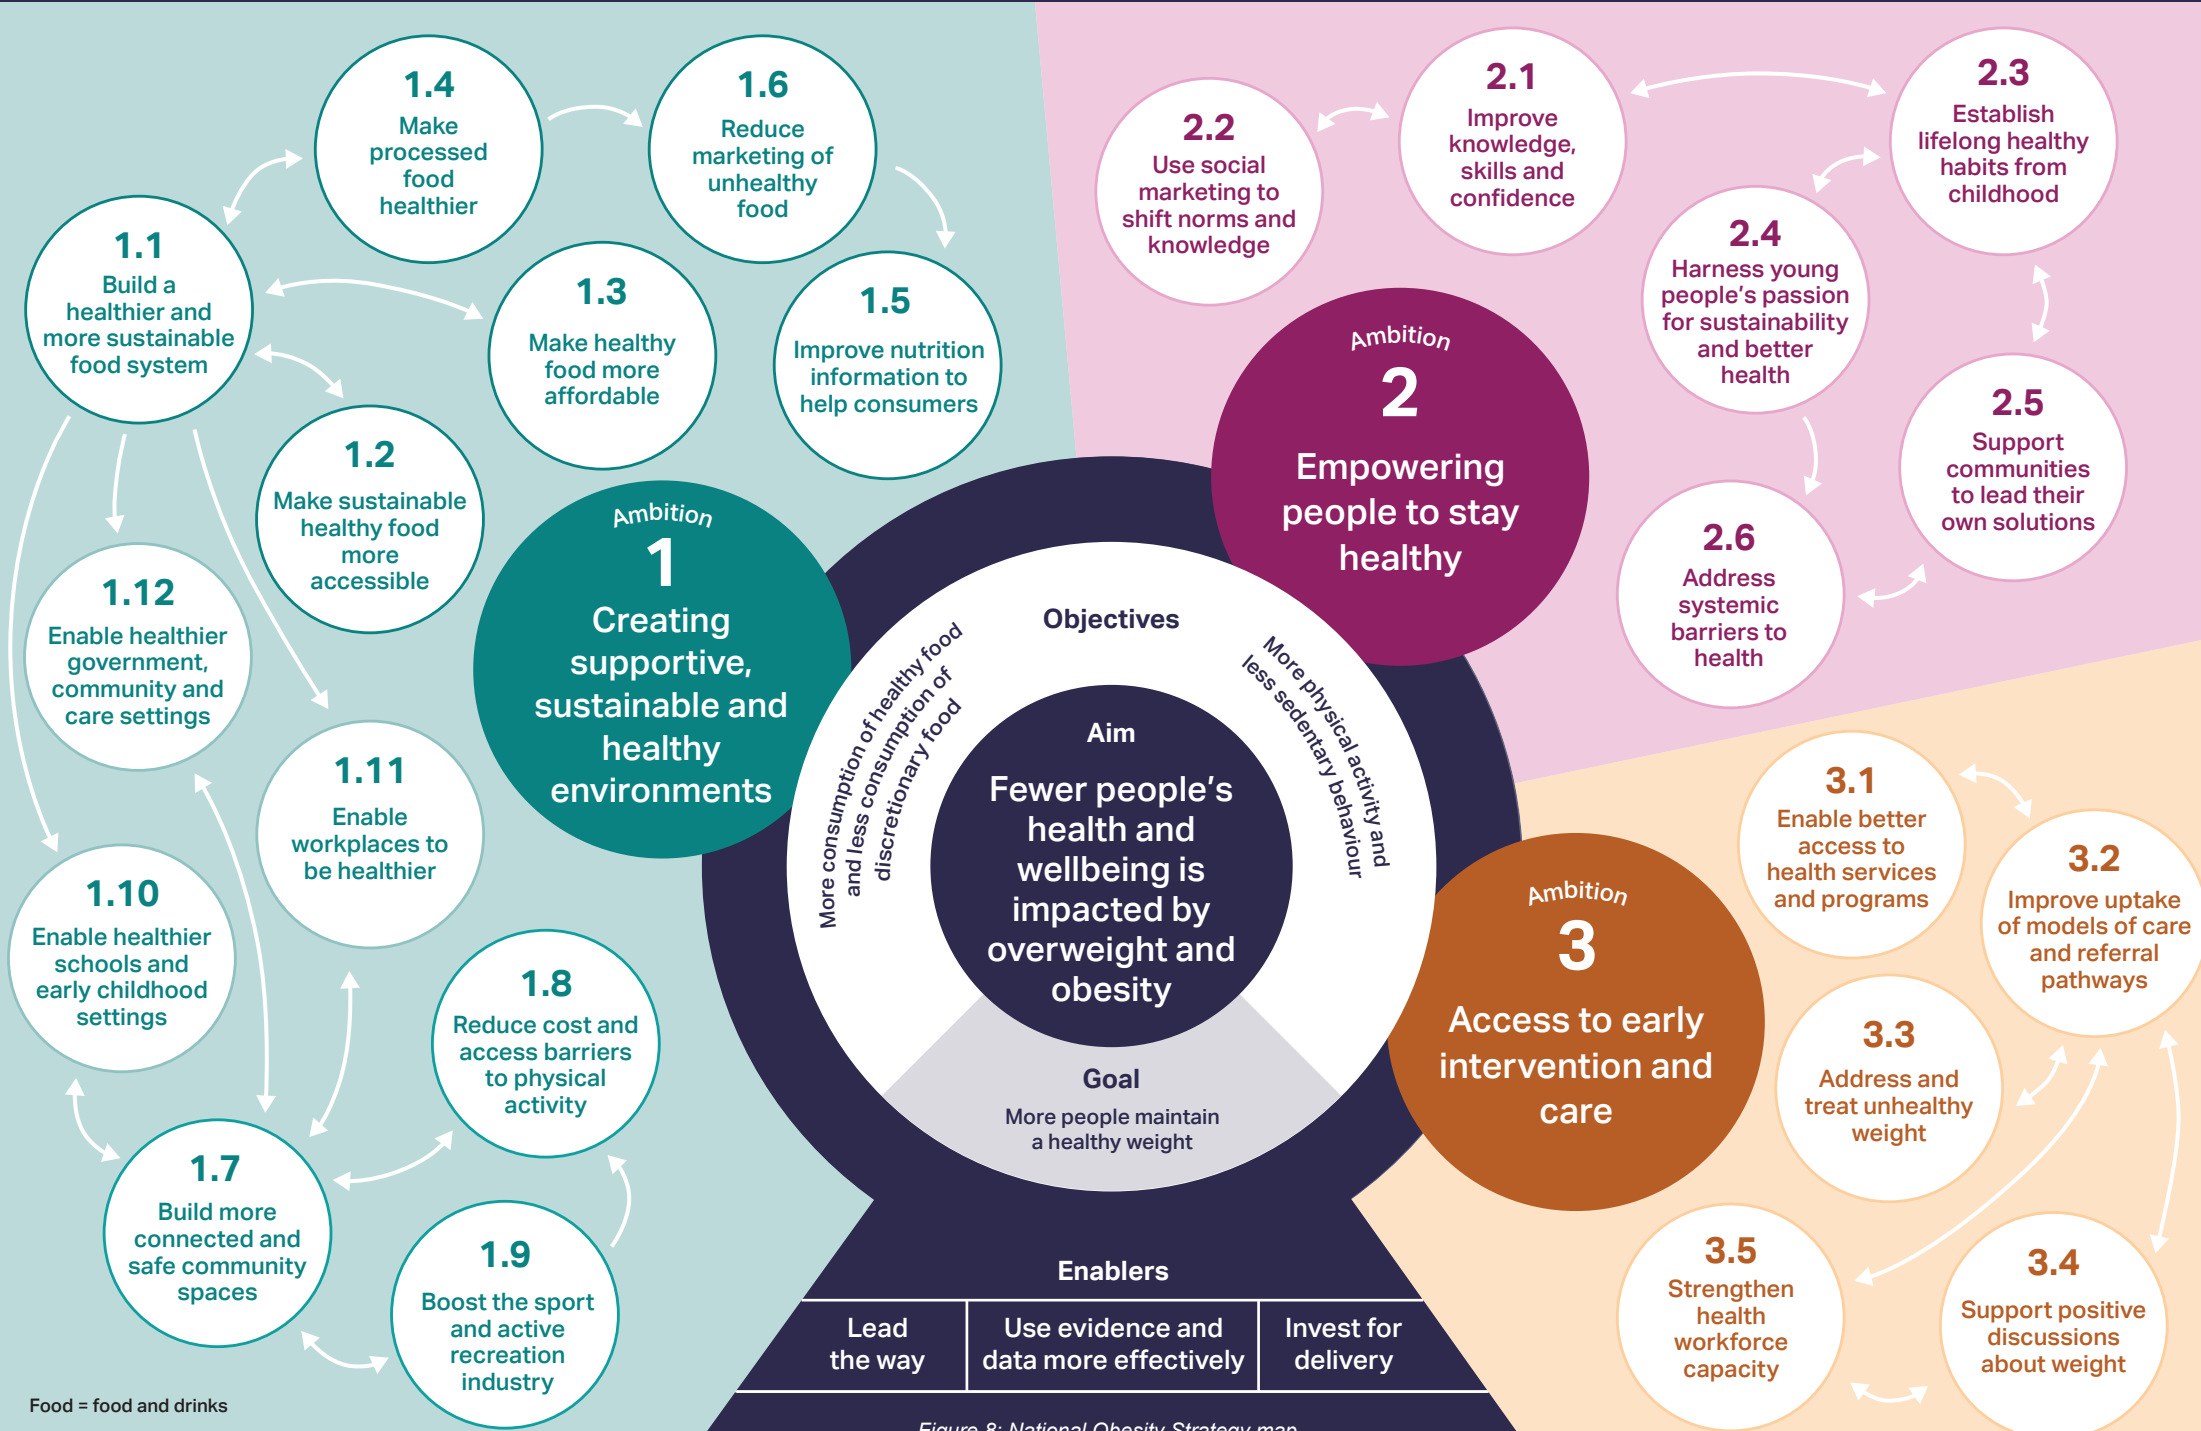 1.4
Make
processed
food
healthier
1.6
Reduce
marketing of
unhealthy
food
1.1
Build a
healthier and
more sustainable
food system
1.3
Make healthy
food more
affordable
1.5
Improve nutrition
information to
help consumers
1.2
Make sustainable
healthy food
more
accessible
1.12
Enable healthier
government,
community and
care settings
1.11
Enable
workplaces to
be healthier
1.10
Enable healthier
schools and
early childhood
settings
1.8
Reduce cost and
access barriers
to physical
activity
1.7
Build more
connected and
safe community
spaces
1.9
Boost the sport
and active
recreation
industry
Food = food and drinks
Ambition
1
Creating
supportive,
sustainable and
healthy
environments
2.2
Use social
marketing to
shift norms and
knowledge
2.1
Improve
knowledge,
skills and
confidence
2.3
Establish
lifelong healthy
habits from
childhood
2.4
Harness young
people's passion
for sustainability
and better
health
2.5
Support
communities
to lead their
own solutions
2.6
Address
systemic
barriers to
health
Ambition
2
Empowering
people to stay
healthy
Objectives
More consumption of healthy food
and less consumption of
discretionary food
More physical activity and
less sedentary behaviour
Aim
Fewer people's
health and
wellbeing is
impacted by
overweight and
obesity
Goal
More people maintain
a healthy weight
Ambition
3
Access to early
intervention and
care
3.1
Enable better
access to
health services
and programs
3.2
Improve uptake
of models of care
and referral
pathways
3.3
Address and
treat unhealthy
weight
3.5
Strengthen
health
workforce
capacity
3.4
Support positive
discussions
about weight
Enablers
Lead
the way
Use evidence and
data more effectively
Invest for
delivery
Figure 8: National Obesity Strategy map